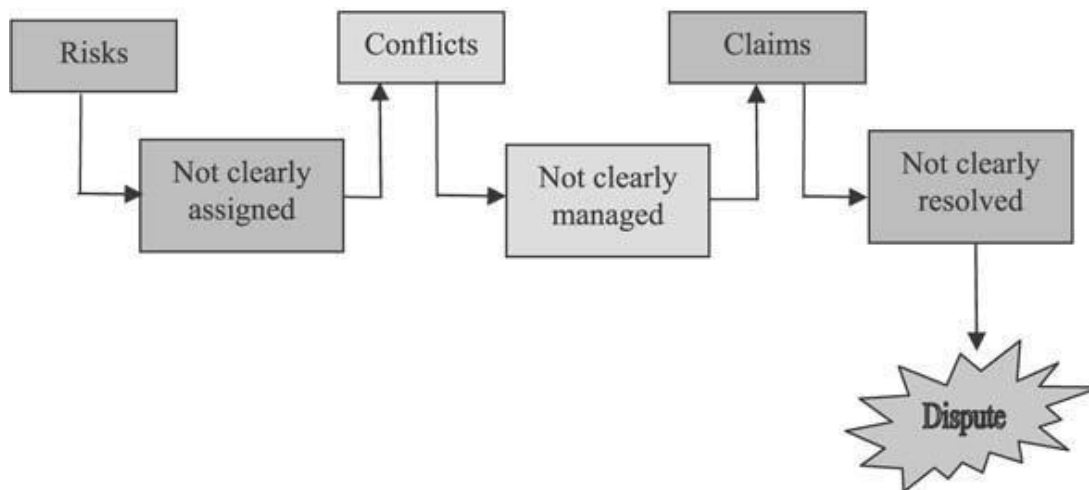 Risks
Not clearly
assigned
Conflicts
Not clearly
managed
Claims
Not clearly
resolved
Dispute